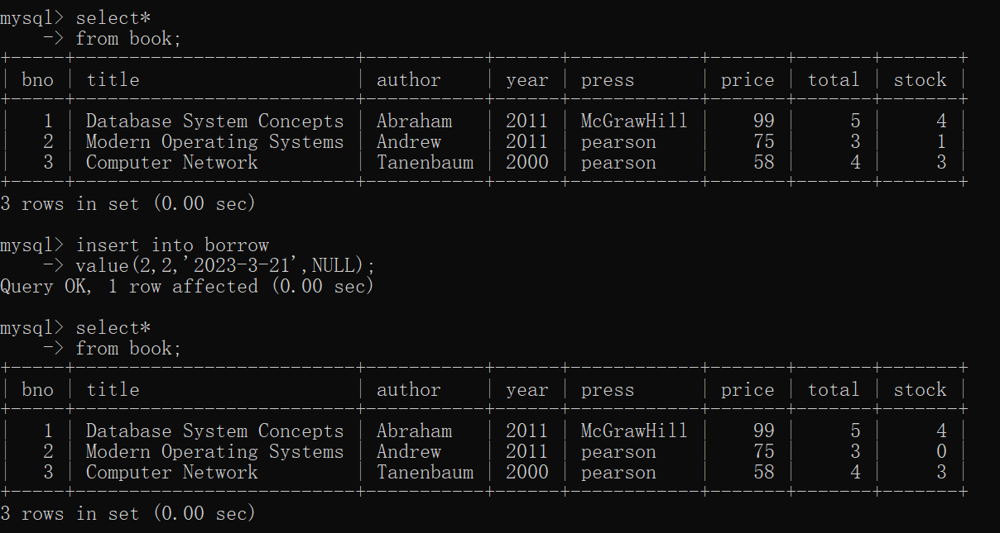 mysql> select*
    -> from book;
+-----+----------------------------+-----------+------+------------+-------+-------+-------+
| bno | title                      | author    | year | press      | price | total | stock |
+-----+----------------------------+-----------+------+------------+-------+-------+-------+
|   1 | Database System Concepts   | Abraham   | 2011 | McGrawHill |    99 |     5 |     4 |
|   2 | Modern Operating Systems   | Andrew    | 2011 | pearson    |    75 |     3 |     1 |
|   3 | Computer Network           | Tanenbaum | 2000 | pearson    |    58 |     4 |     3 |
+-----+----------------------------+-----------+------+------------+-------+-------+-------+
3 rows in set (0.00 sec)
mysql> insert into borrow
    -> value(2,2,'2023-3-21',NULL);
Query OK, 1 row affected (0.00 sec)
mysql> select*
    -> from book;
+-----+----------------------------+-----------+------+------------+-------+-------+-------+
| bno | title                      | author    | year | press      | price | total | stock |
+-----+----------------------------+-----------+------+------------+-------+-------+-------+
|   1 | Database System Concepts   | Abraham   | 2011 | McGrawHill |    99 |     5 |     4 |
|   2 | Modern Operating Systems   | Andrew    | 2011 | pearson    |    75 |     3 |     0 |
|   3 | Computer Network           | Tanenbaum | 2000 | pearson    |    58 |     4 |     3 |
+-----+----------------------------+-----------+------+------------+-------+-------+-------+
3 rows in set (0.00 sec)